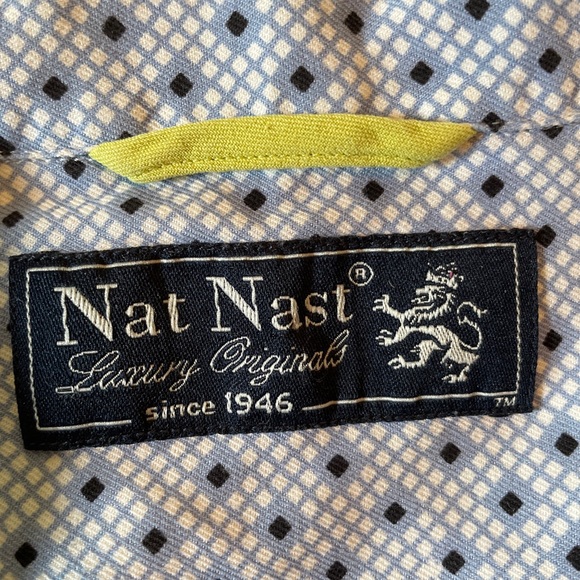 Nat Nast®
Luxury Originals
since 1946
TM